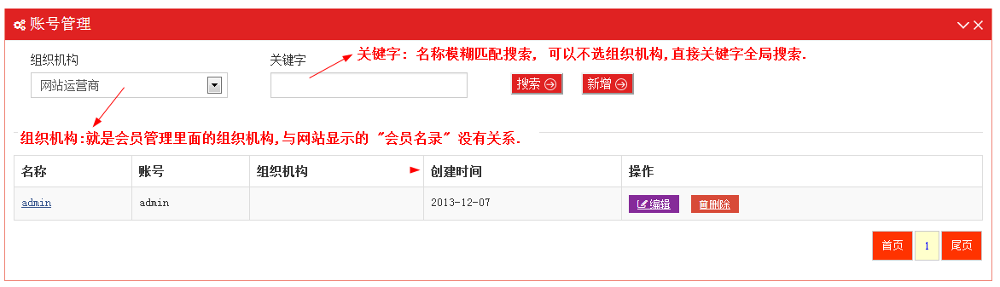 账号管理
组织机构 关键字
关键字: 名称模糊匹配搜索, 可以不选组织机构,直接关键字全局搜索.
网站运营商 搜索 新增
组织机构:就是会员管理里面的组织机构,与网站显示的 "会员名录" 没有关系.
名称 账号 组织机构 创建时间 操作
admin admin 2013-12-07 编辑 删除
首页 1 尾页